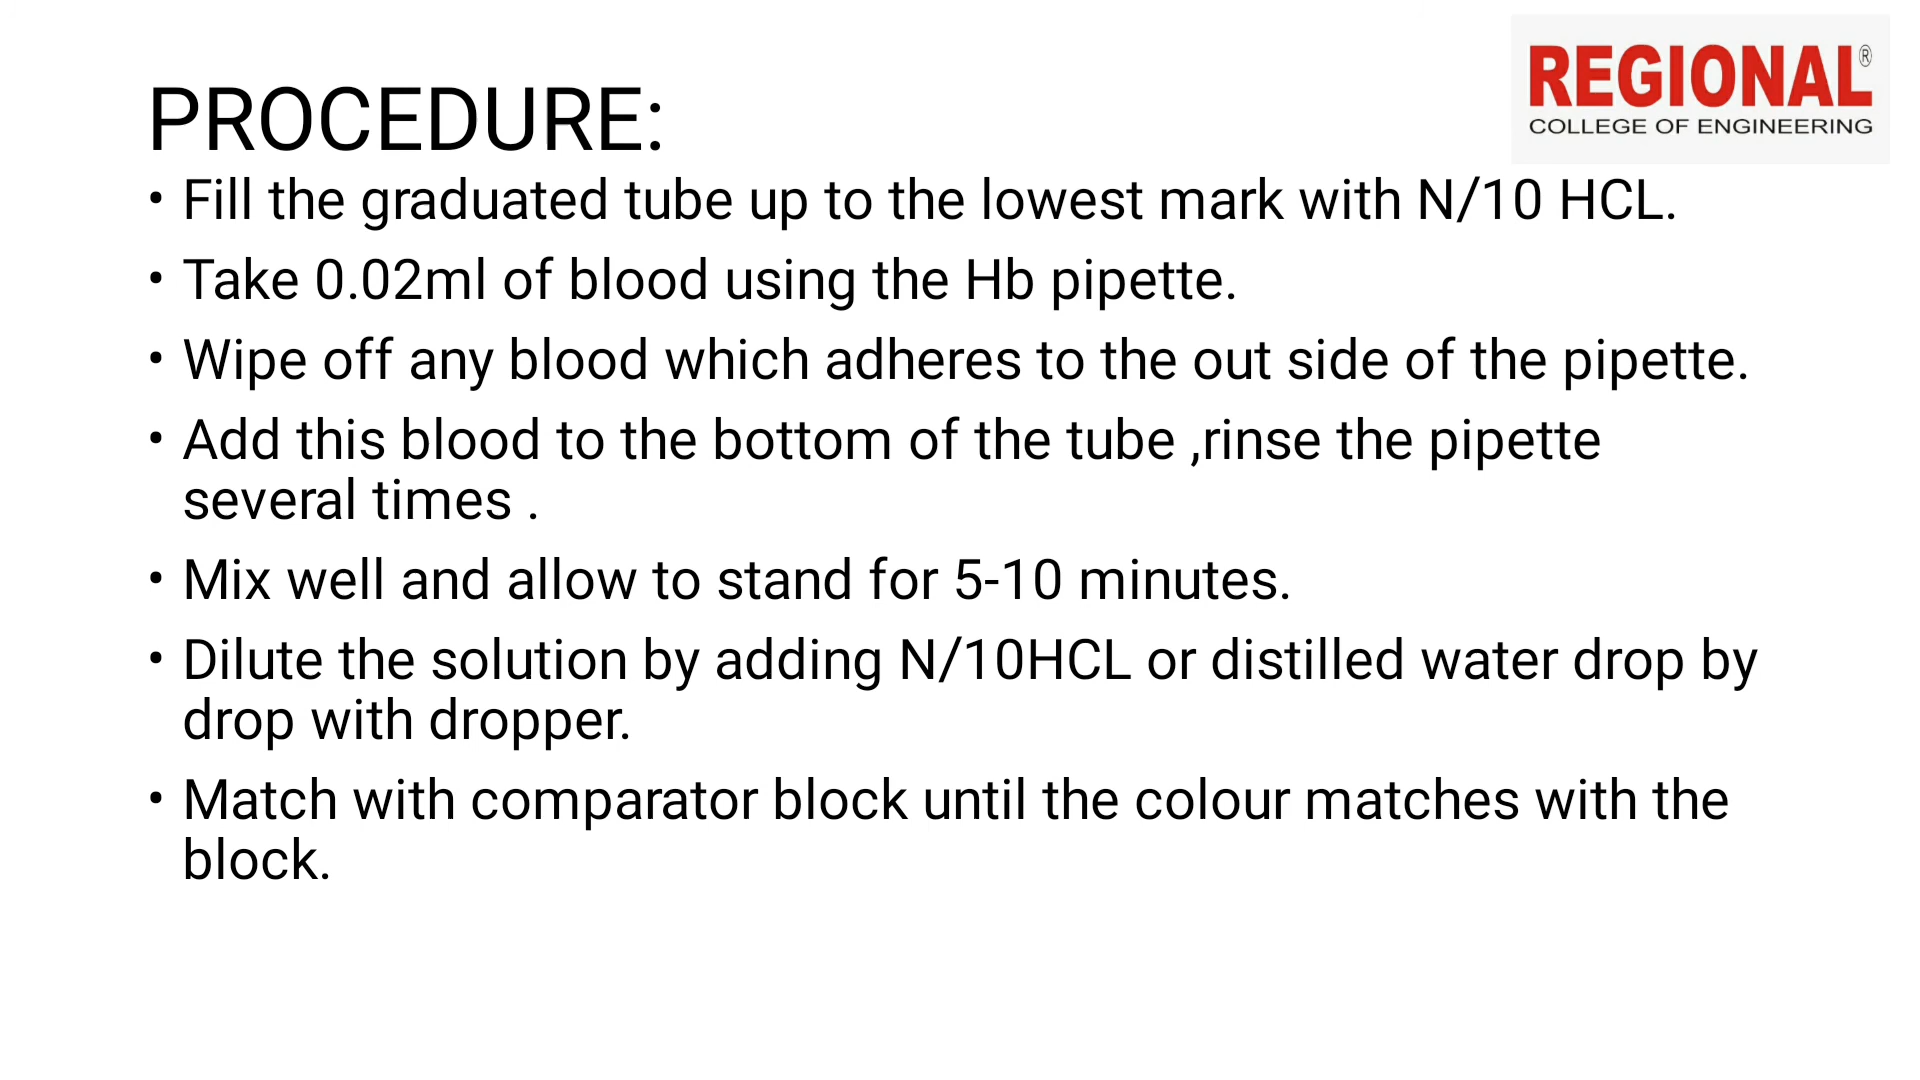 REGIONAL®
COLLEGE OF ENGINEERING
PROCEDURE:
• Fill the graduated tube up to the lowest mark with N/10 HCL.
• Take 0.02ml of blood using the Hb pipette.
• Wipe off any blood which adheres to the out side of the pipette.
• Add this blood to the bottom of the tube ,rinse the pipette
several times .
• Mix well and allow to stand for 5-10 minutes.
• Dilute the solution by adding N/10HCL or distilled water drop by
drop with dropper.
• Match with comparator block until the colour matches with the
block.